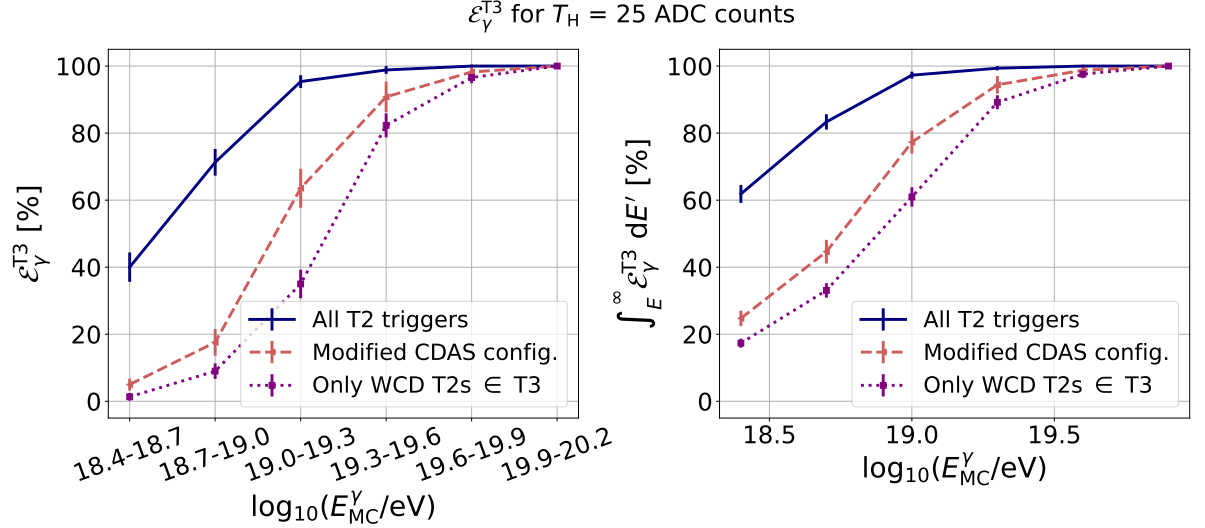 ℰ_γ^T3 for T_H = 25 ADC counts
ℰ_γ^T3 [%]
100
80
60
40
20
0
All T2 triggers
Modified CDAS config.
Only WCD T2s ∈ T3
18.4-18.7
18.7-19.0
19.0-19.3
19.3-19.6
19.6-19.9
19.9-20.2
log₁₀(E_MC^γ/eV)
∫_E^∞ ℰ_γ^T3 dE′ [%]
100
80
60
40
20
0
All T2 triggers
Modified CDAS config.
Only WCD T2s ∈ T3
18.5
19.0
19.5
log₁₀(E_MC^γ/eV)